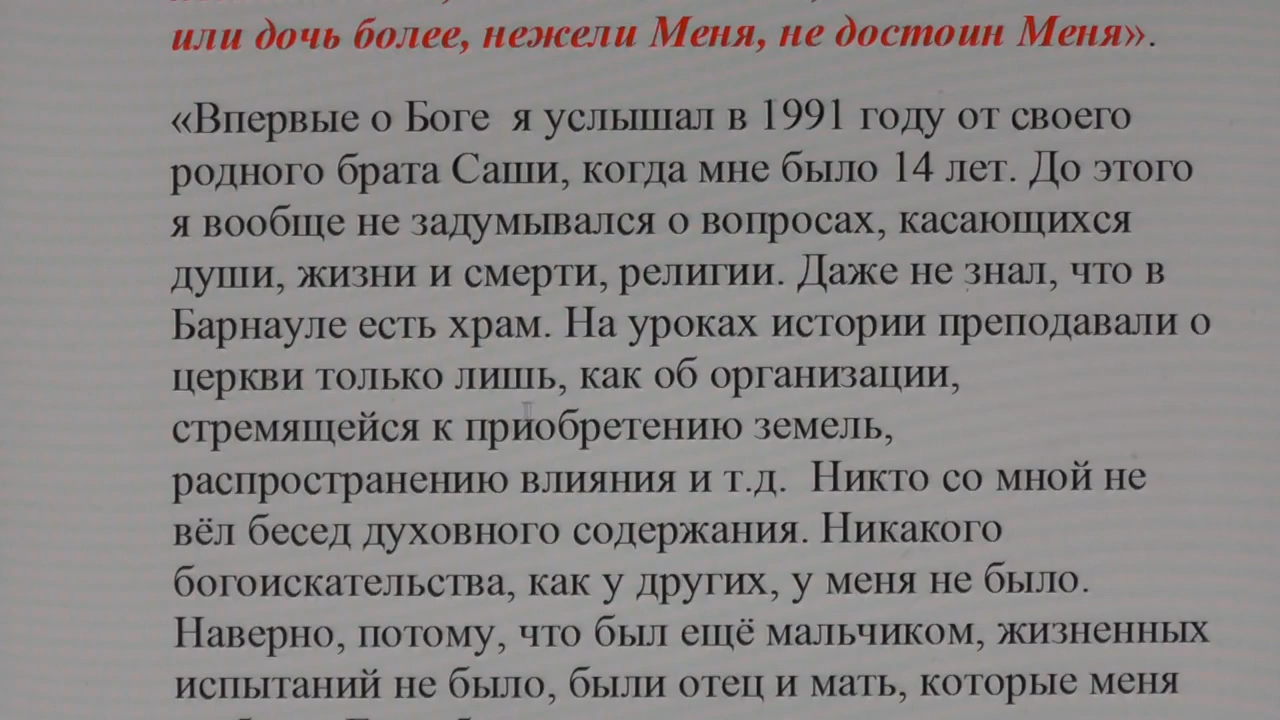 или дочь более, нежели Меня, не достоин Меня».
«Впервые о Боге  я услышал в 1991 году от своего
родного брата Саши, когда мне было 14 лет. До этого
я вообще не задумывался о вопросах, касающихся
души, жизни и смерти, религии. Даже не знал, что в
Барнауле есть храм. На уроках истории преподавали о
церкви только лишь, как об организации,
стремящейся к приобретению земель,
распространению влияния и т.д.  Никто со мной не
вёл бесед духовного содержания. Никакого
богоискательства, как у других, у меня не было.
Наверно, потому, что был ещё мальчиком, жизненных
испытаний не было, были отец и мать, которые меня